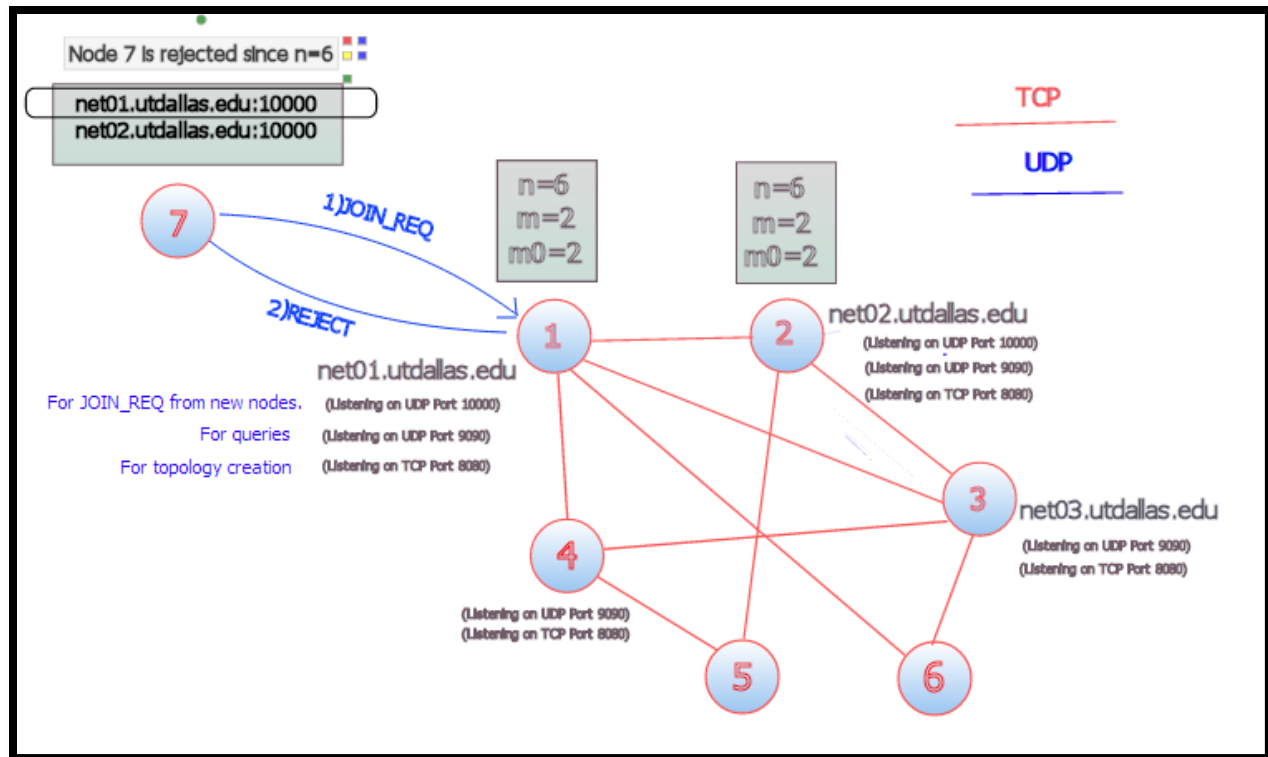 Node 7 is rejected since n=6
net01.utdallas.edu:10000
net02.utdallas.edu:10000
TCP
UDP
n=6
m=2
m0=2
n=6
m=2
m0=2
7
1)JOIN_REQ
2)REJECT
1
2
net02.utdallas.edu
(Listening on UDP Port 10000)
(Listening on UDP Port 9090)
(Listening on TCP Port 8080)
net01.utdallas.edu
For JOIN_REQ from new nodes.
(Listening on UDP Port 10000)
For queries
(Listening on UDP Port 9090)
For topology creation
(Listening on TCP Port 8080)
3
net03.utdallas.edu
(Listening on UDP Port 9090)
(Listening on TCP Port 8080)
4
(Listening on UDP Port 9090)
(Listening on TCP Port 8080)
5
6